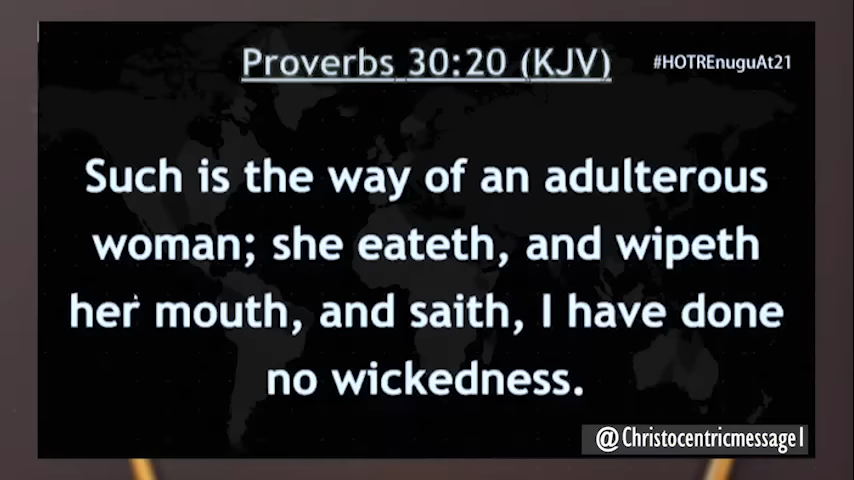 Proverbs 30:20 (KJV)
#HOTREnuguAt21
Such is the way of an adulterous
woman; she eateth, and wipeth
her mouth, and saith, I have done
no wickedness.
@Christocentricmessage1